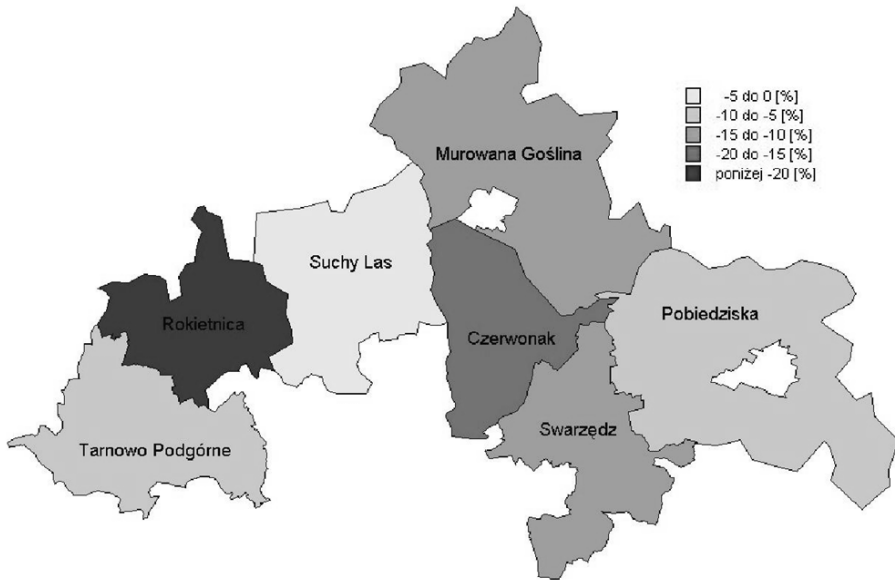 -5 do 0 [%]
-10 do -5 [%]
-15 do -10 [%]
-20 do -15 [%]
poniżej -20 [%]
Murowana Goślina
Suchy Las
Pobiedziska
Rokietnica
Czerwonak
Swarzędz
Tarnowo Podgórne